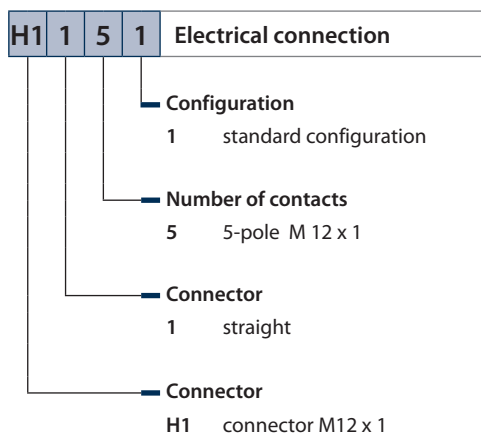 H1 1 5 1 Electrical connection
Configuration
1 standard configuration
Number of contacts
5 5-pole M 12 x 1
Connector
1 straight
Connector
H1 connector M12 x 1